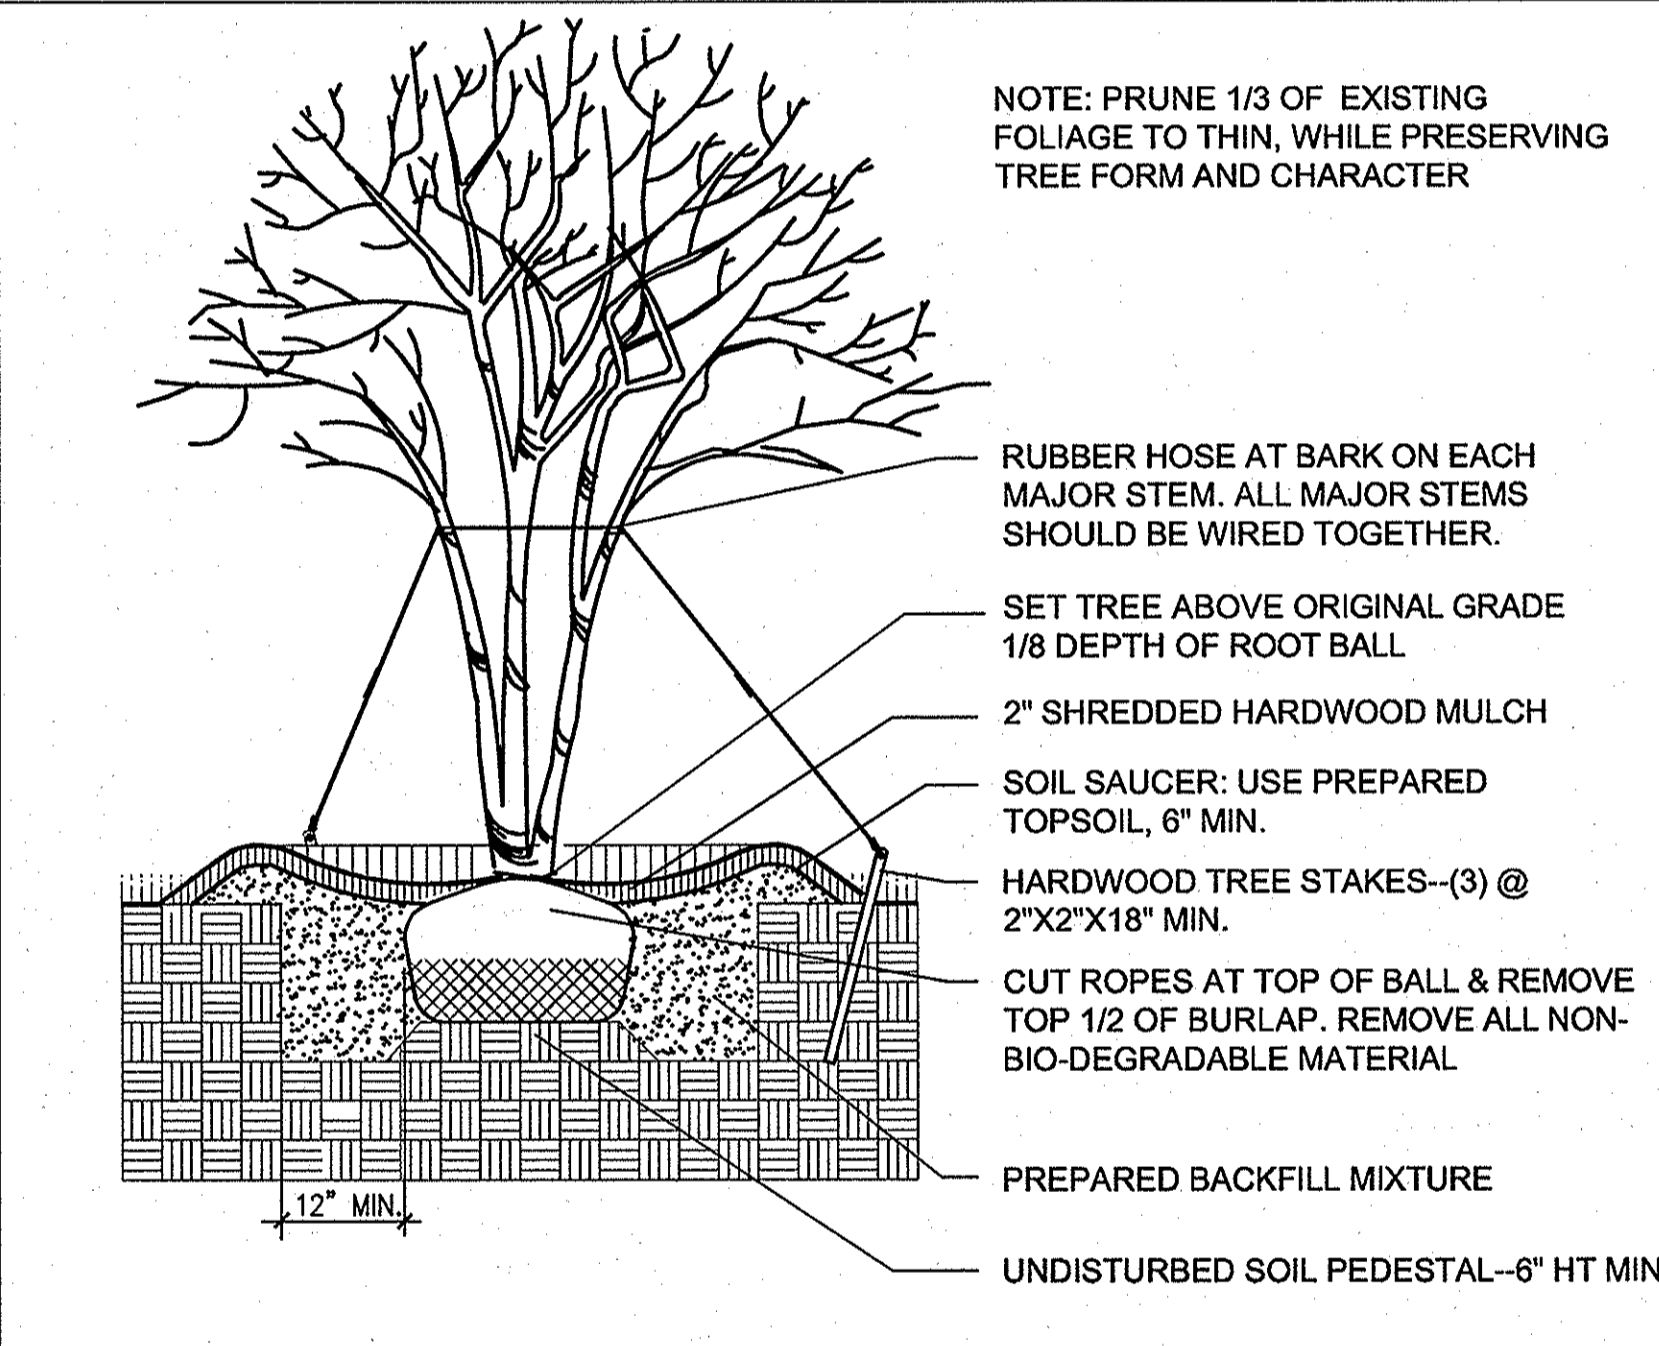 NOTE: PRUNE 1/3 OF EXISTING
FOLIAGE TO THIN, WHILE PRESERVING
TREE FORM AND CHARACTER
RUBBER HOSE AT BARK ON EACH
MAJOR STEM. ALL MAJOR STEMS
SHOULD BE WIRED TOGETHER.
SET TREE ABOVE ORIGINAL GRADE
1/8 DEPTH OF ROOT BALL
2" SHREDDED HARDWOOD MULCH
SOIL SAUCER: USE PREPARED
TOPSOIL, 6" MIN.
HARDWOOD TREE STAKES--(3) @
2"X2"X18" MIN.
CUT ROPES AT TOP OF BALL & REMOVE
TOP 1/2 OF BURLAP. REMOVE ALL NON-
BIO-DEGRADABLE MATERIAL
PREPARED BACKFILL MIXTURE
12" MIN.
UNDISTURBED SOIL PEDESTAL--6" HT MIN